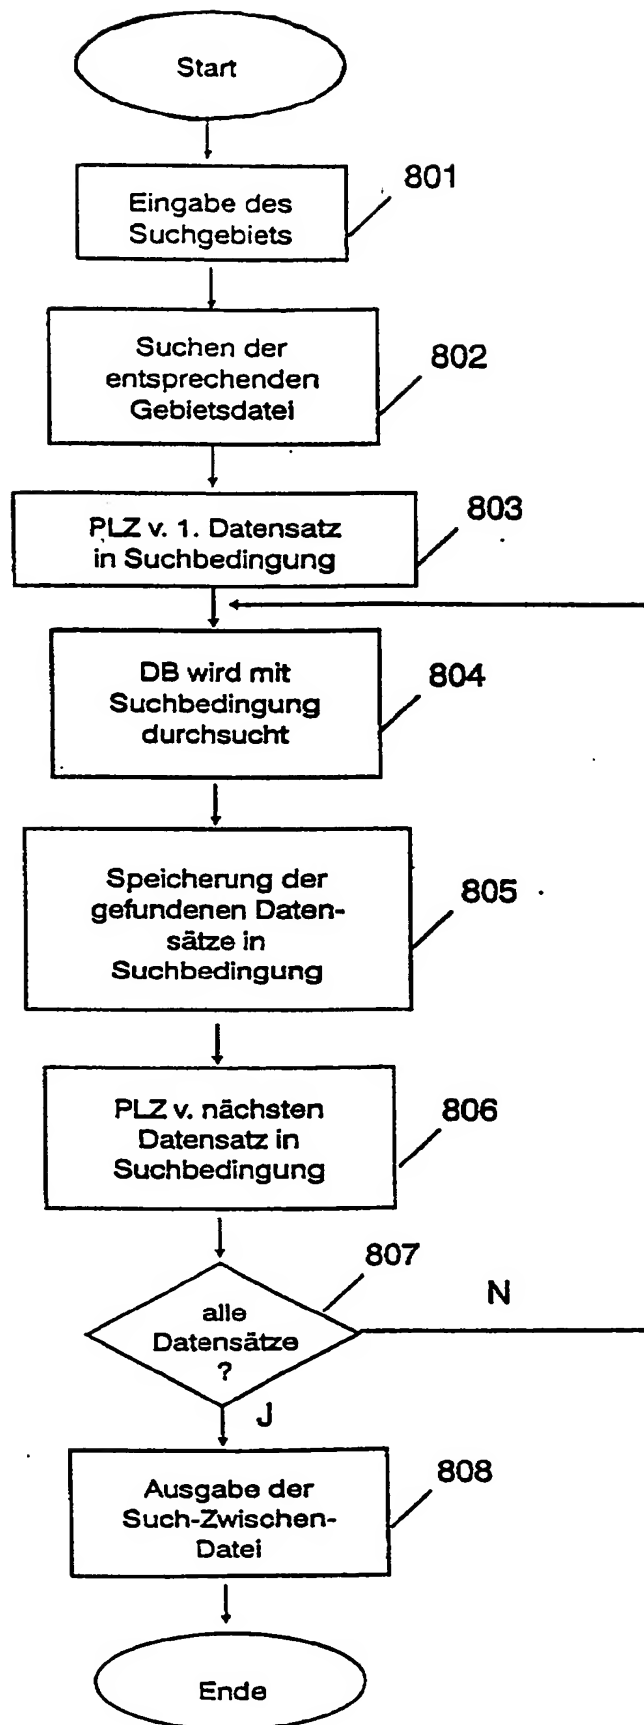 Start
801
Eingabe des
Suchgebiets
802
Suchen der
entsprechenden
Gebietsdatei
803
PLZ v. 1. Datensatz
in Suchbedingung
804
DB wird mit
Suchbedingung
durchsucht
805
Speicherung der
gefundenen Daten-
sätze in
Suchbedingung
806
PLZ v. nächsten
Datensatz in
Suchbedingung
807
N
alle
Datensätze
?
J
808
Ausgabe der
Such-Zwischen-
Datei
Ende